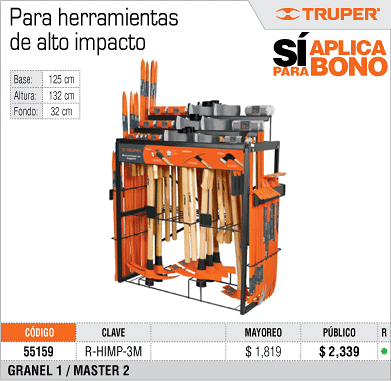 Para herramientas
de alto impacto
TRUPER
SÍ APLICA
PARA BONO
Base: 125 cm
Altura: 132 cm
Fondo: 32 cm
TRUPER
CÓDIGO CLAVE MAYOREO PÚBLICO R
55159 R-HIMP-3M $ 1,819 $ 2,339
GRANEL 1 / MASTER 2